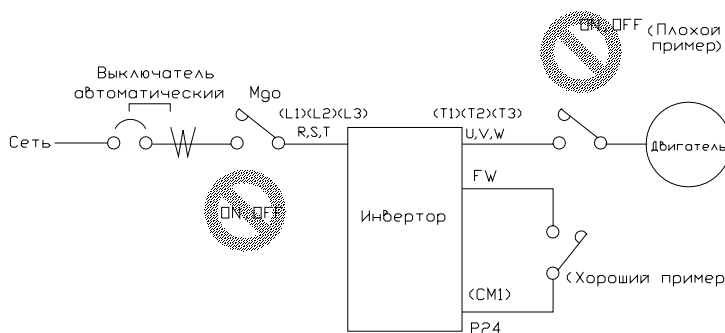 ON, OFF (Плохой
пример)
Выключатель
автоматический
Mgo
(L1)(L2)(L3)
R,S,T
(T1)(T2)(T3)
U,V,W
Сеть
Двигатель
FW
ON, OFF
Инвертор
(Хороший пример
(CM1)
P24